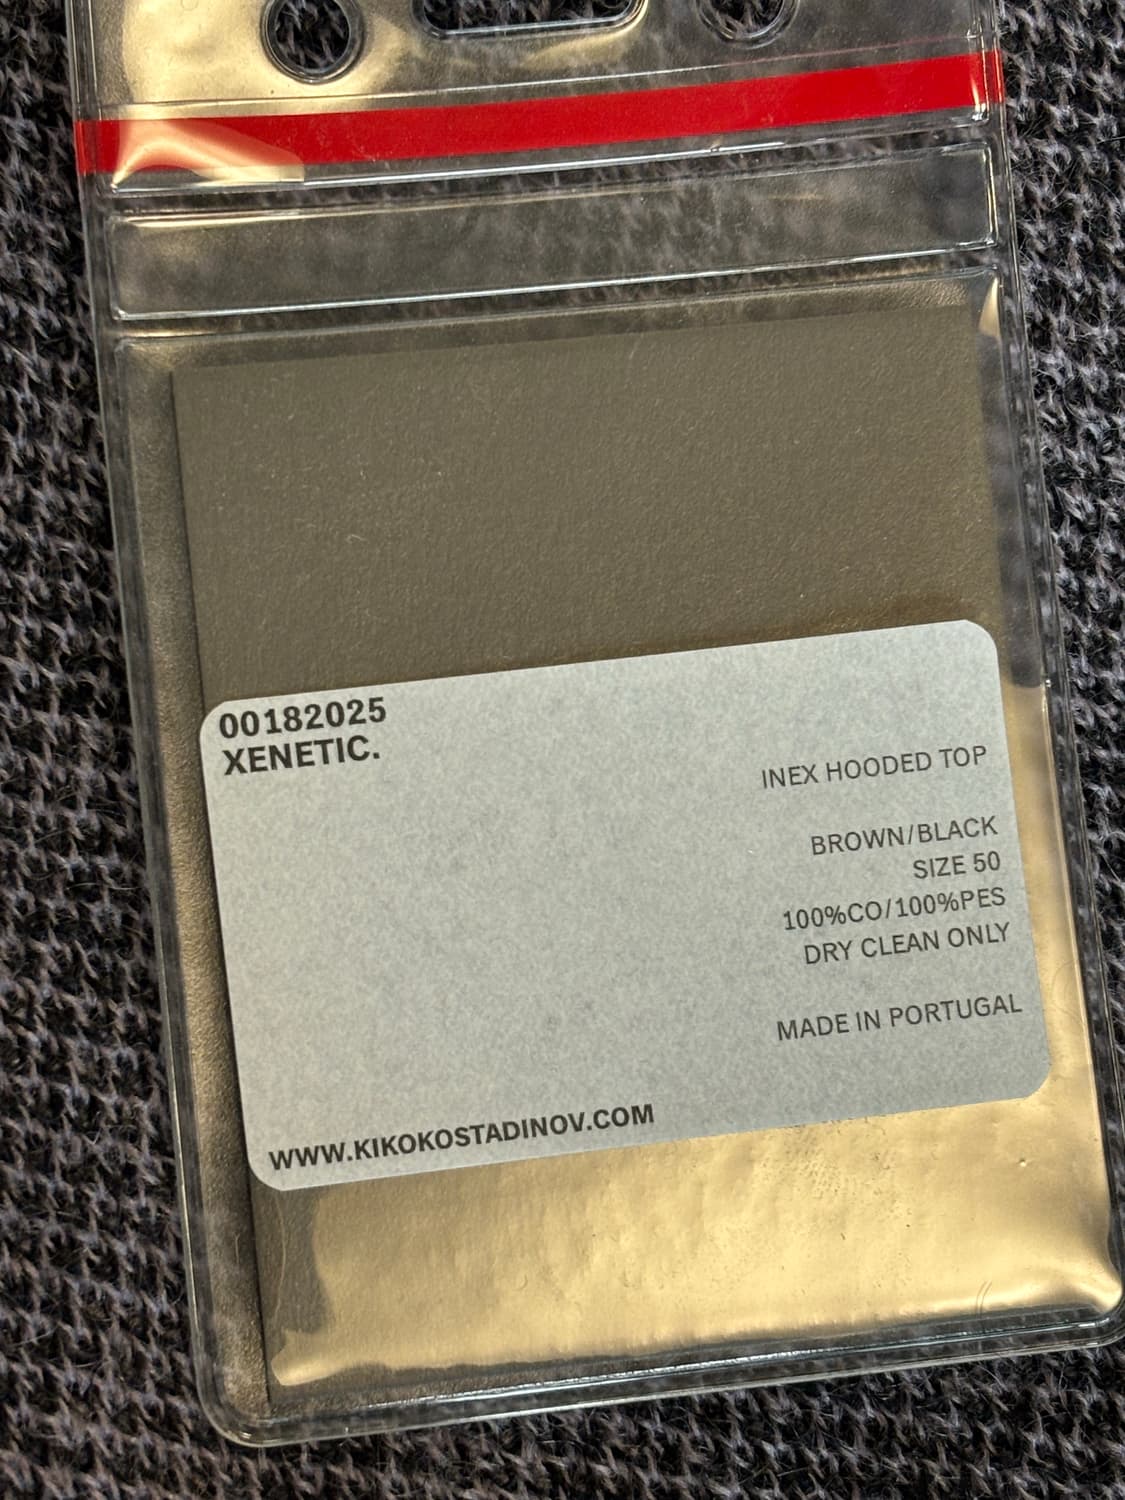 00182025
XENETIC.
INEX HOODED TOP
BROWN/BLACK
SIZE 50
100%CO/100%PES
DRY CLEAN ONLY
MADE IN PORTUGAL
WWW.KIKOKOSTADINOV.COM